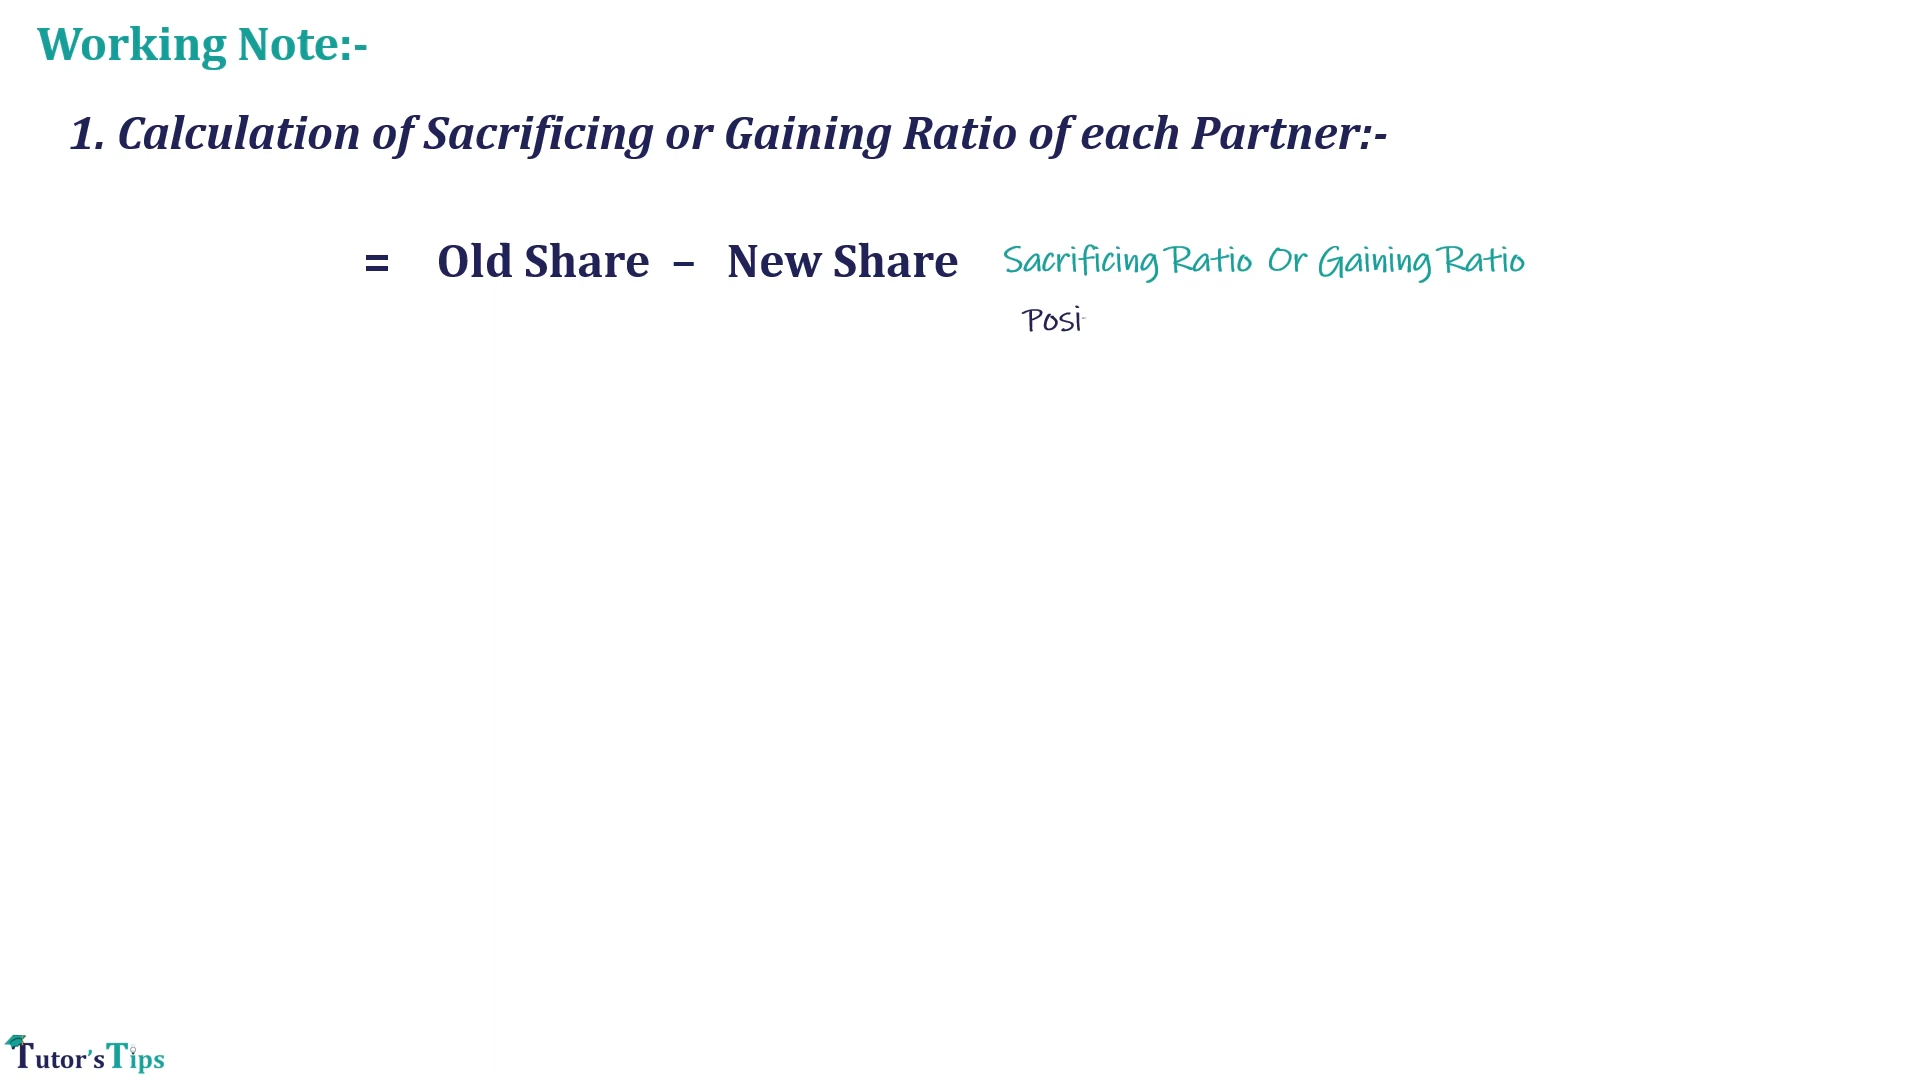 Working Note:-
1. Calculation of Sacrificing or Gaining Ratio of each Partner:-
= Old Share – New Share Sacrificing Ratio Or Gaining Ratio
Posi
Tutor'sTips